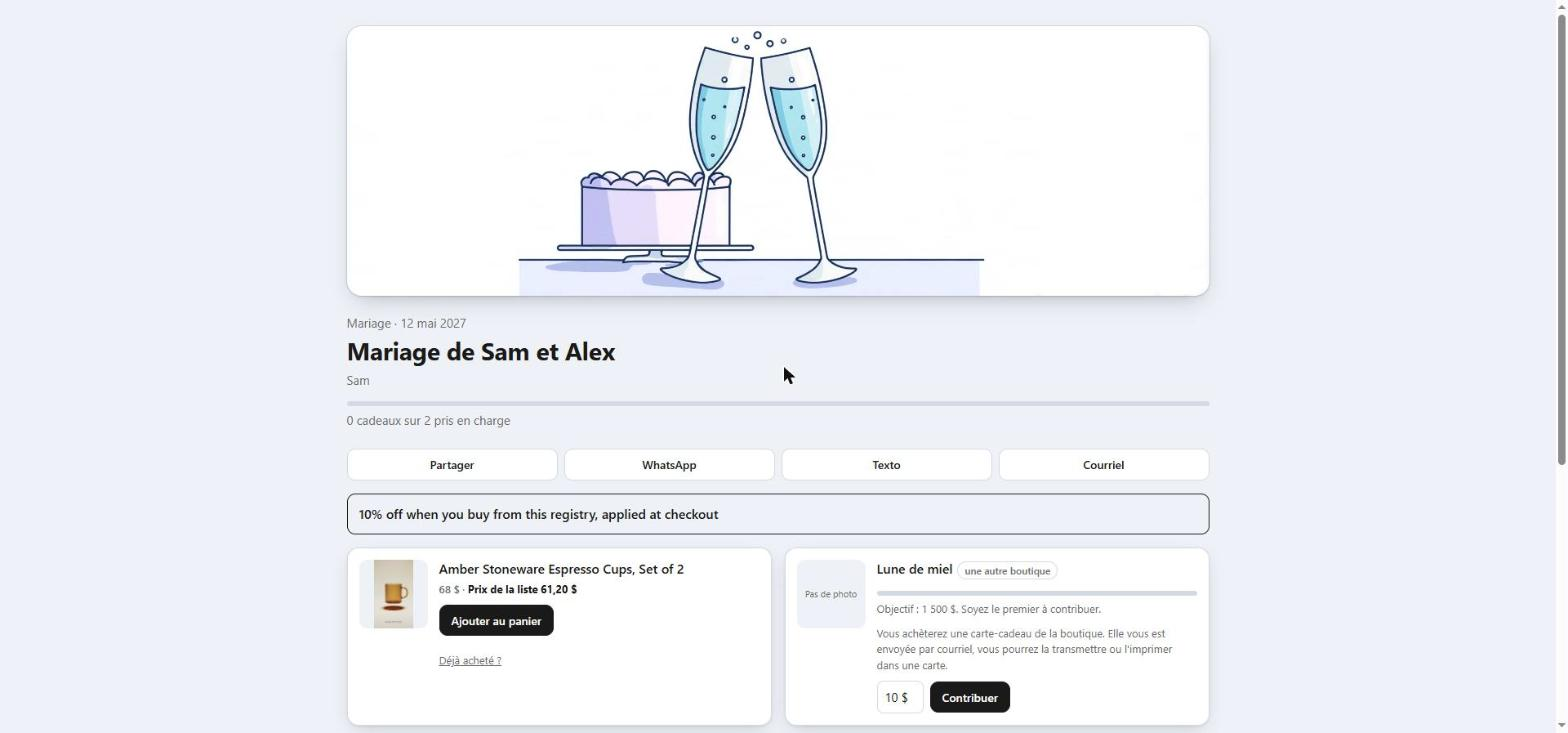 Mariage · 12 mai 2027
Mariage de Sam et Alex
Sam
0 cadeaux sur 2 pris en charge
Partager
WhatsApp
Texto
Courriel
10% off when you buy from this registry, applied at checkout
Amber Stoneware Espresso Cups, Set of 2
68 $ · Prix de la liste 61,20 $
Ajouter au panier
Déjà acheté ?
Pas de photo
Lune de miel
une autre boutique
Objectif : 1 500 $. Soyez le premier à contribuer.
Vous achèterez une carte-cadeau de la boutique. Elle vous est
envoyée par courriel, vous pourrez la transmettre ou l'imprimer
dans une carte.
10 $
Contribuer